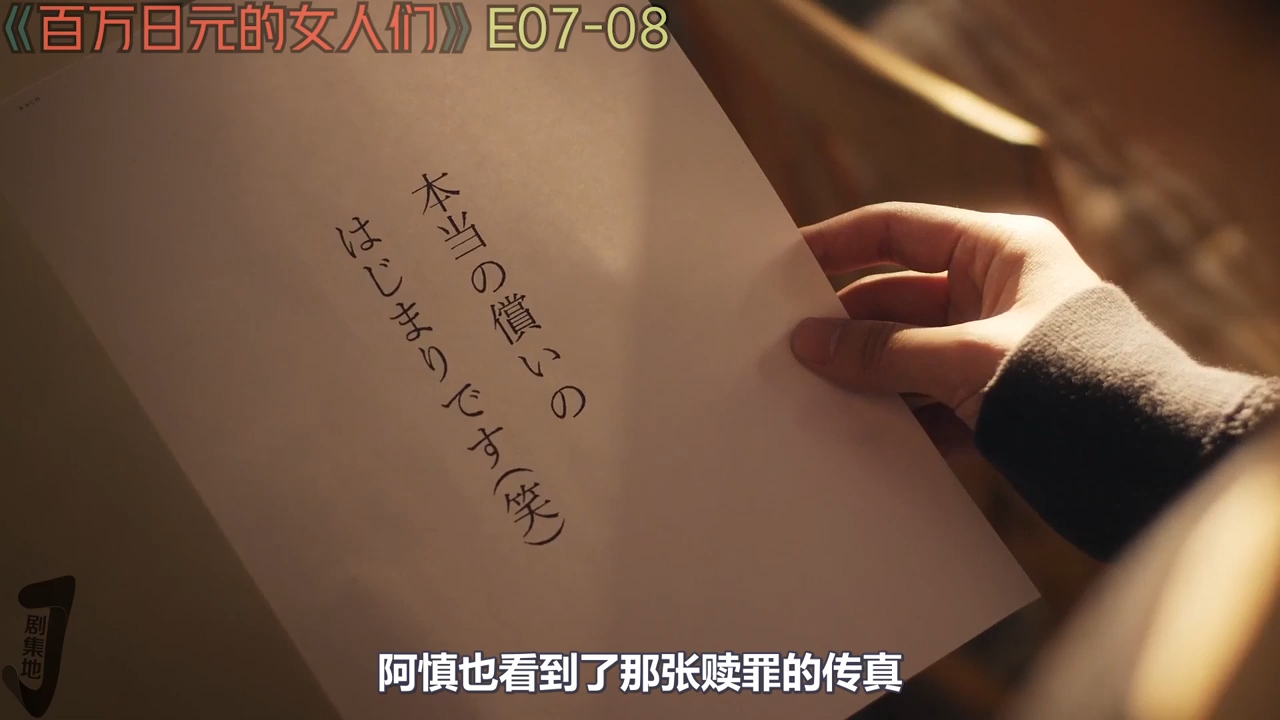 《百万日元的女人们》E07-08
本当の償いの
はじまりです(笑)
剧集地
阿慎也看到了那张赎罪的传真